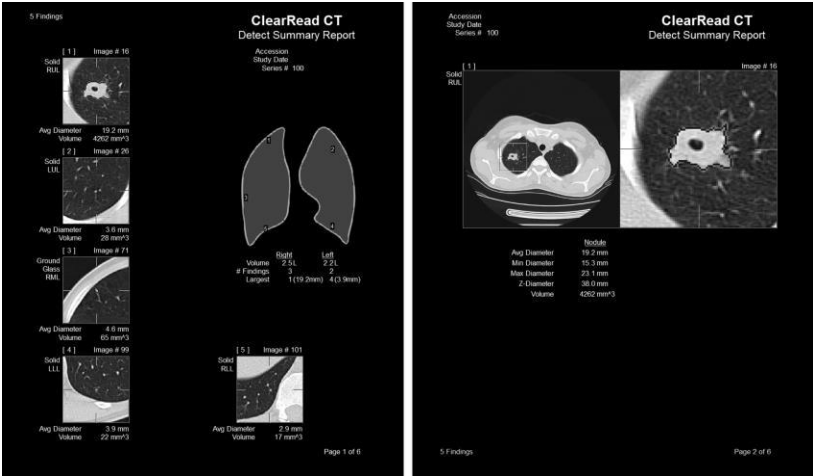 5 Findings
ClearRead CT
Detect Summary Report
Accession
Study Date
Series # 100
[ 1 ] Image # 16
Solid
RUL
Avg Diameter 19.2 mm
Volume 4262 mm^3
[ 2 ] Image # 26
Solid
LUL
Avg Diameter 3.6 mm
Volume 28 mm^3
[ 3 ] Image # 71
Ground
Glass
RML
Avg Diameter 4.6 mm
Volume 65 mm^3
[ 4 ] Image # 99
Solid
LLL
Avg Diameter 3.9 mm
Volume 22 mm^3
1
2
3
5
4
Right Left
Volume 2.5 L 2.2 L
# Findings 3 2
Largest 1 (19.2mm) 4 (3.9mm)
[ 5 ] Image # 101
Solid
RLL
Avg Diameter 2.9 mm
Volume 17 mm^3
Page 1 of 6
Accession
Study Date
Series # 100
ClearRead CT
Detect Summary Report
[ 1 ] Image # 16
Solid
RUL
Nodule
Avg Diameter 19.2 mm
Min Diameter 15.3 mm
Max Diameter 23.1 mm
Z-Diameter 38.0 mm
Volume 4262 mm^3
5 Findings
Page 2 of 6